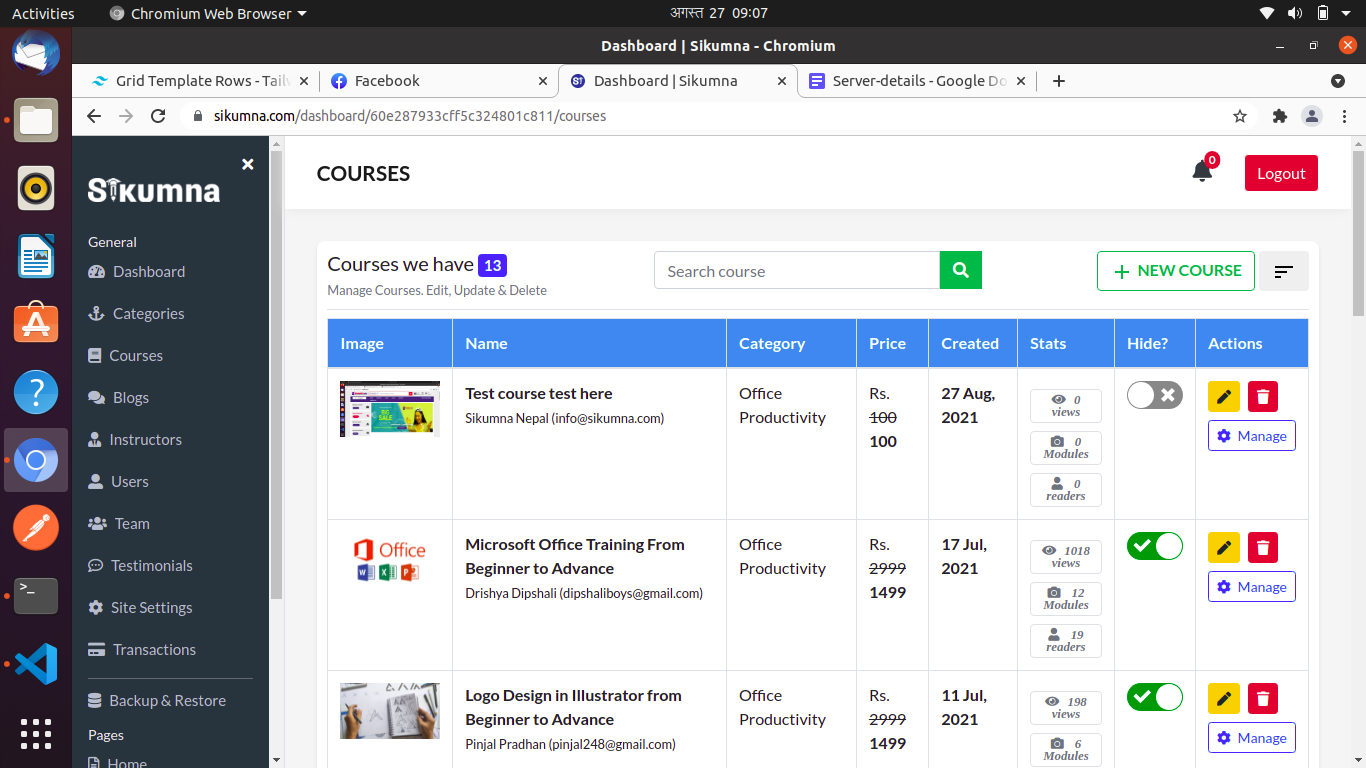 Activities
Chromium Web Browser
अगस्त 27 09:07
Dashboard | Sikumna - Chromium
Grid Template Rows - Tailw
Facebook
Dashboard | Sikumna
Server-details - Google Do
sikumna.com/dashboard/60e287933cff5c324801c811/courses
Sikumna
General
Dashboard
Categories
Courses
Blogs
Instructors
Users
Team
Testimonials
Site Settings
Transactions
Backup & Restore
Pages
Home
COURSES
0
Logout
Courses we have 13
Manage Courses. Edit, Update & Delete
Search course
NEW COURSE
Image Name Category Price Created Stats Hide? Actions
Test course test here
Sikumna Nepal (info@sikumna.com)
Office
Productivity
Rs.
100
100
27 Aug,
2021
0
views
0
Modules
0
readers
Manage
Office
Microsoft Office Training From
Beginner to Advance
Drishya Dipshali (dipshaliboys@gmail.com)
Office
Productivity
Rs.
2999
1499
17 Jul,
2021
1018
views
12
Modules
19
readers
Manage
Logo Design in Illustrator from
Beginner to Advance
Pinjal Pradhan (pinjal248@gmail.com)
Office
Productivity
Rs.
2999
1499
11 Jul,
2021
198
views
6
Modules
Manage